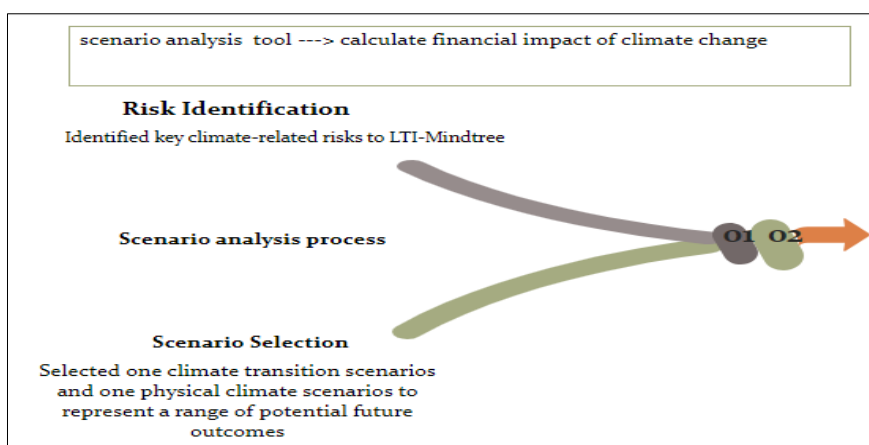 scenario analysis tool ---> calculate financial impact of climate change
Risk Identification
Identified key climate-related risks to LTI-Mindtree
01 02
Scenario analysis process
Scenario Selection
Selected one climate transition scenarios
and one physical climate scenarios to
represent a range of potential future
outcomes